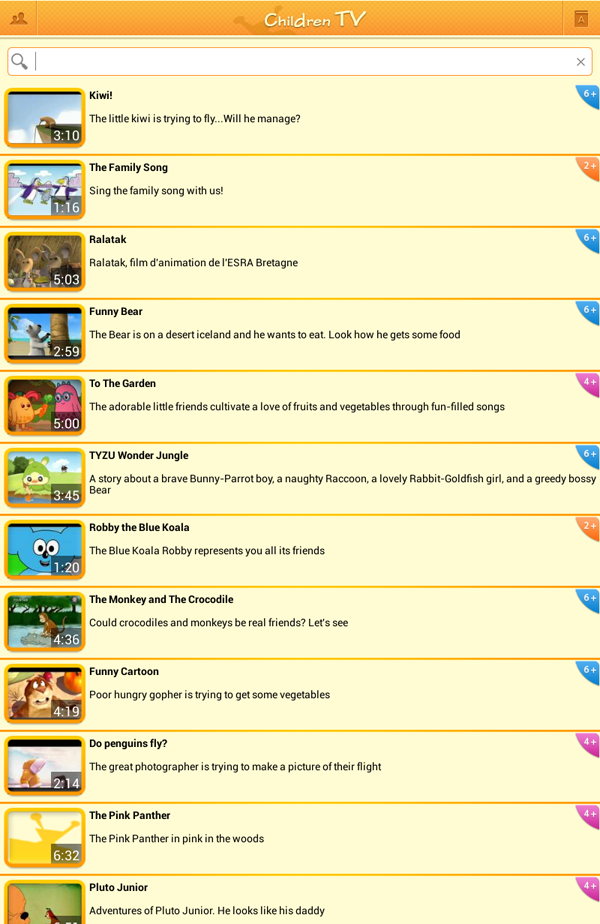 Children TV
A
Kiwi!
6+
The little kiwi is trying to fly...Will he manage?
3:10
The Family Song
2+
Sing the family song with us!
1:16
Ralatak
6+
Ralatak, film d'animation de l'ESRA Bretagne
5:03
Funny Bear
6+
The Bear is on a desert iceland and he wants to eat. Look how he gets some food
2:59
To The Garden
4+
The adorable little friends cultivate a love of fruits and vegetables through fun-filled songs
5:00
TYZU Wonder Jungle
6+
A story about a brave Bunny-Parrot boy, a naughty Raccoon, a lovely Rabbit-Goldfish girl, and a greedy bossy
Bear
3:45
Robby the Blue Koala
2+
The Blue Koala Robby represents you all its friends
1:20
The Monkey and The Crocodile
6+
Could crocodiles and monkeys be real friends? Let's see
4:36
Funny Cartoon
6+
Poor hungry gopher is trying to get some vegetables
4:19
Do penguins fly?
4+
The great photographer is trying to make a picture of their flight
2:14
The Pink Panther
4+
The Pink Panther in pink in the woods
6:32
Pluto Junior
4+
Adventures of Pluto Junior. He looks like his daddy